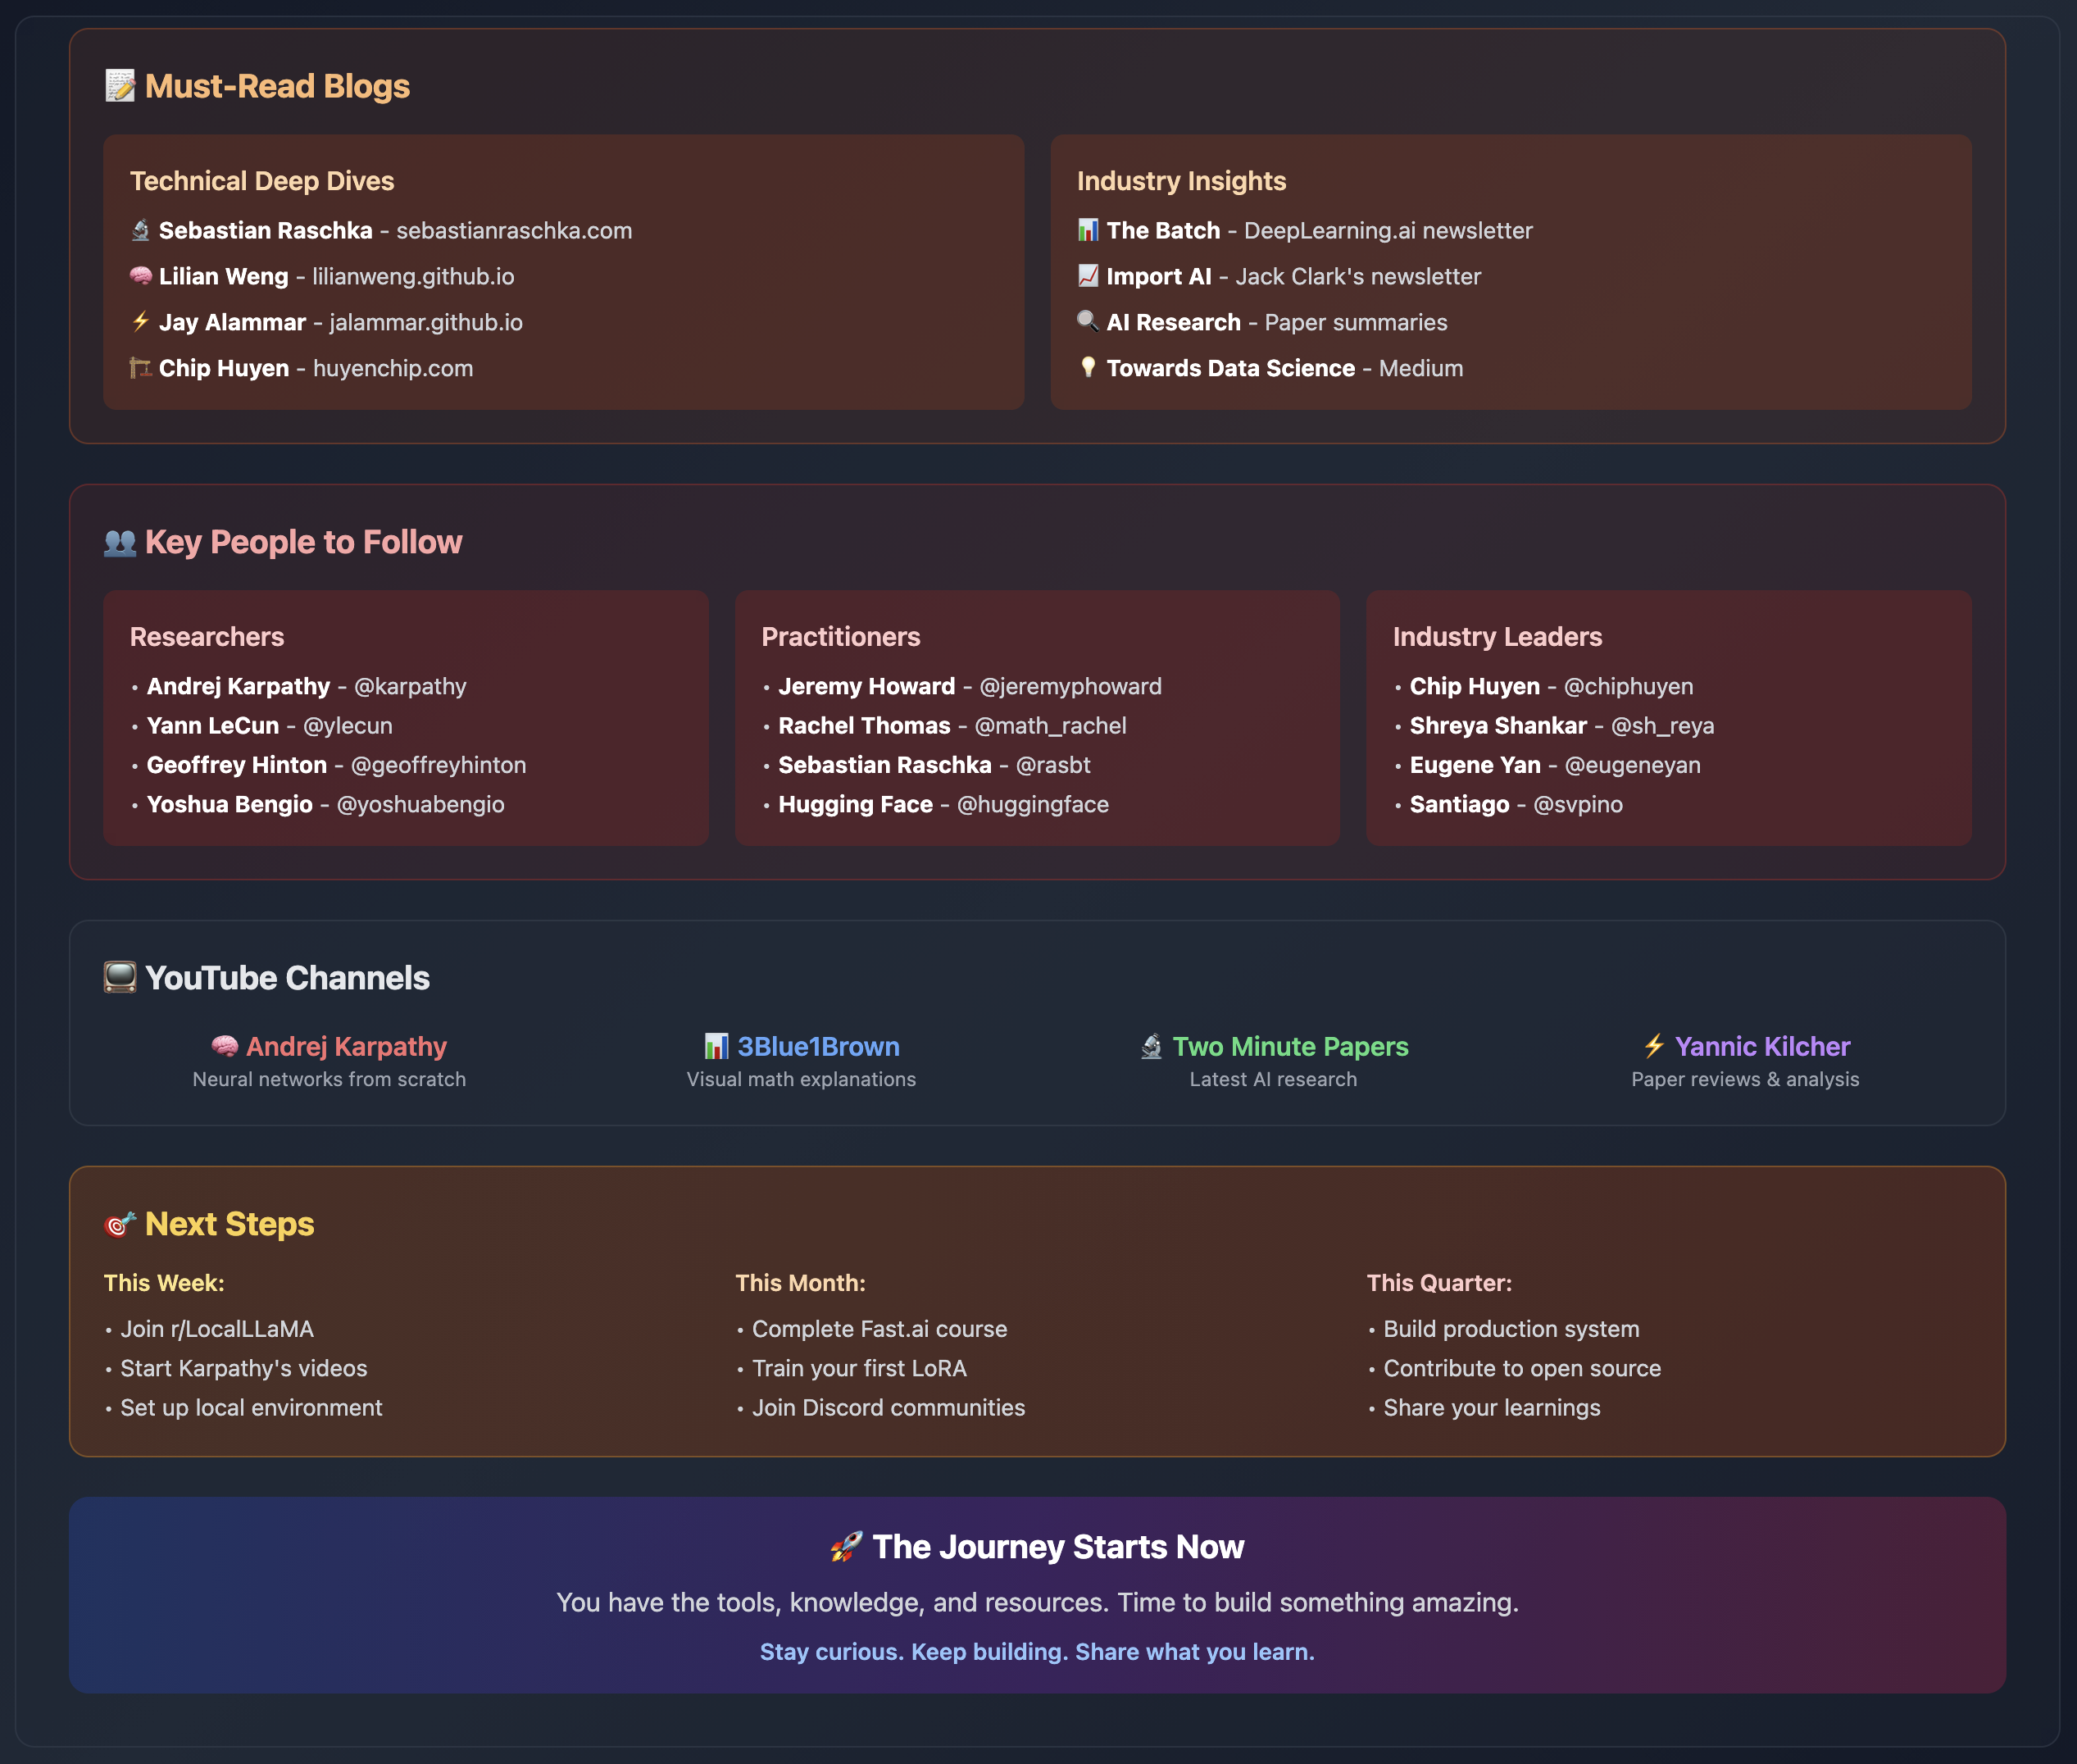 📝 Must-Read Blogs
Technical Deep Dives
🔬 Sebastian Raschka - sebastianraschka.com
🧠 Lilian Weng - lilianweng.github.io
⚡ Jay Alammar - jalammar.github.io
🏗️ Chip Huyen - huyenchip.com
Industry Insights
📊 The Batch - DeepLearning.ai newsletter
📈 Import AI - Jack Clark's newsletter
🔍 AI Research - Paper summaries
💡 Towards Data Science - Medium
👥 Key People to Follow
Researchers
• Andrej Karpathy - @karpathy
• Yann LeCun - @ylecun
• Geoffrey Hinton - @geoffreyhinton
• Yoshua Bengio - @yoshuabengio
Practitioners
• Jeremy Howard - @jeremyphoward
• Rachel Thomas - @math_rachel
• Sebastian Raschka - @rasbt
• Hugging Face - @huggingface
Industry Leaders
• Chip Huyen - @chiphuyen
• Shreya Shankar - @sh_reya
• Eugene Yan - @eugeneyan
• Santiago - @svpino
📺 YouTube Channels
🧠 Andrej Karpathy
Neural networks from scratch
📊 3Blue1Brown
Visual math explanations
🔬 Two Minute Papers
Latest AI research
⚡ Yannic Kilcher
Paper reviews & analysis
🎯 Next Steps
This Week:
• Join r/LocalLLaMA
• Start Karpathy's videos
• Set up local environment
This Month:
• Complete Fast.ai course
• Train your first LoRA
• Join Discord communities
This Quarter:
• Build production system
• Contribute to open source
• Share your learnings
🚀 The Journey Starts Now
You have the tools, knowledge, and resources. Time to build something amazing.
Stay curious. Keep building. Share what you learn.